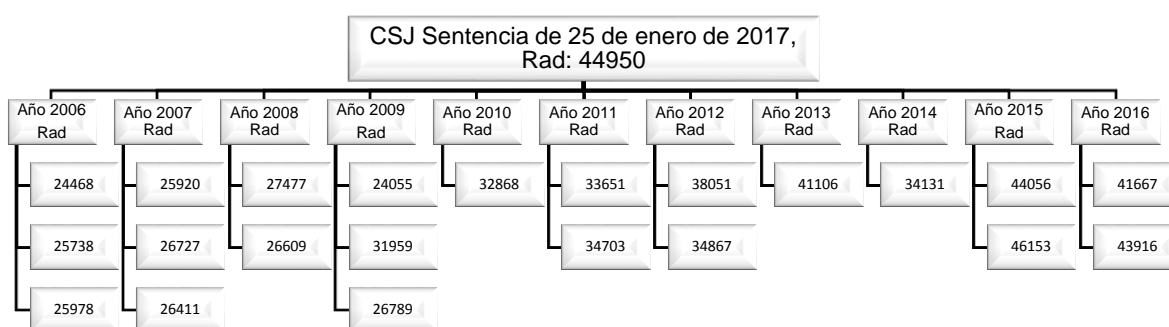 CSJ Sentencia de 25 de enero de 2017,
Rad: 44950
Año 2006
Rad
24468
25738
25978
Año 2007
Rad
25920
26727
26411
Año 2008
Rad
27477
26609
Año 2009
Rad
24055
31959
26789
Año 2010
Rad
32868
Año 2011
Rad
33651
34703
Año 2012
Rad
38051
34867
Año 2013
Rad
41106
Año 2014
Rad
34131
Año 2015
Rad
44056
46153
Año 2016
Rad
41667
43916